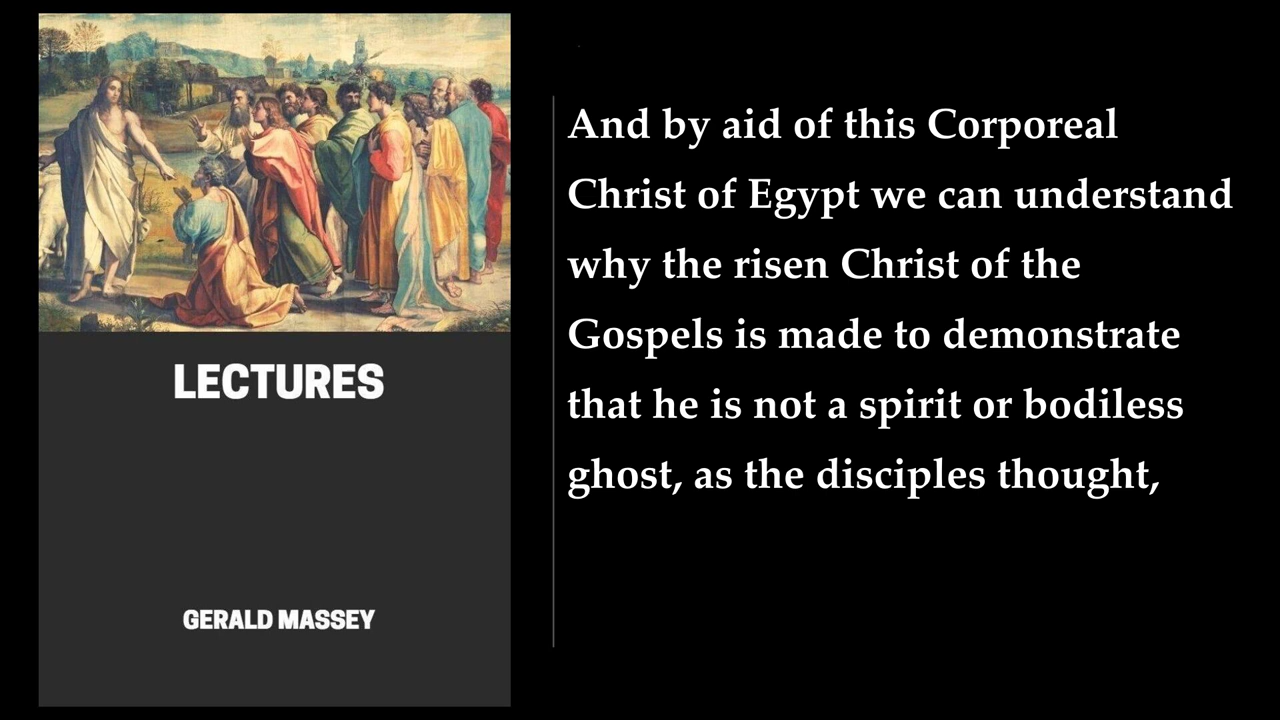 LECTURES
GERALD MASSEY
And by aid of this Corporeal
Christ of Egypt we can understand
why the risen Christ of the
Gospels is made to demonstrate
that he is not a spirit or bodiless
ghost, as the disciples thought,